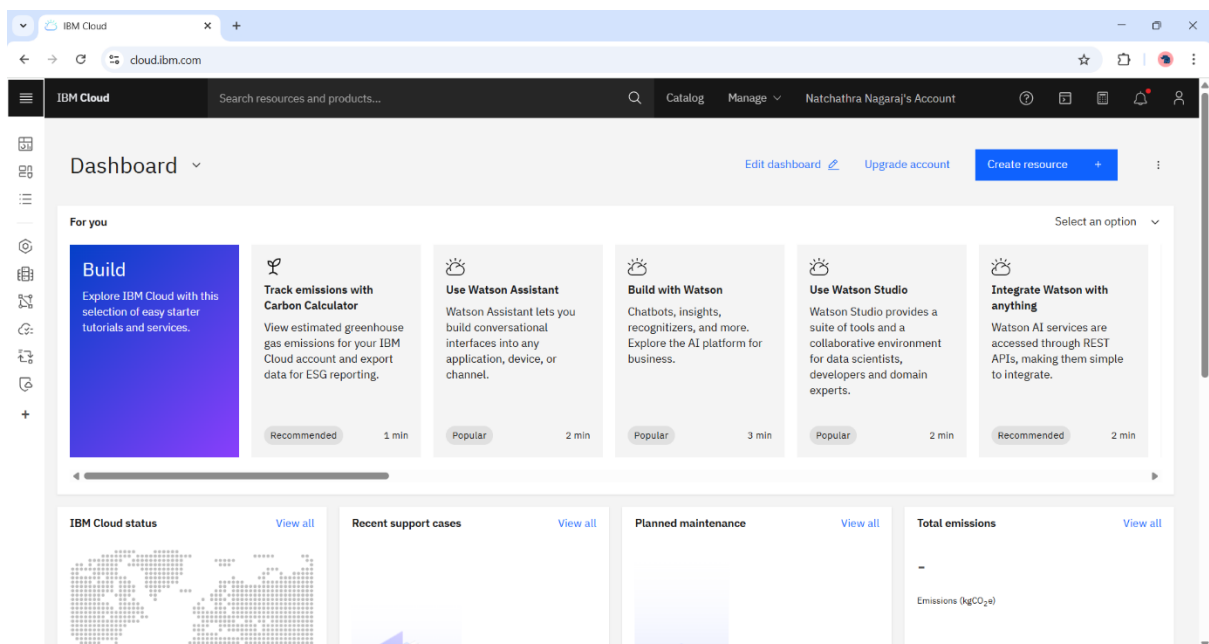 IBM Cloud
cloud.ibm.com
IBM Cloud
Search resources and products...
Catalog
Manage
Natchathra Nagaraj's Account
Dashboard
Edit dashboard
Upgrade account
Create resource +
For you
Select an option
Build
Explore IBM Cloud with this
selection of easy starter
tutorials and services.
Track emissions with
Carbon Calculator
View estimated greenhouse
gas emissions for your IBM
Cloud account and export
data for ESG reporting.
Recommended
1 min
Use Watson Assistant
Watson Assistant lets you
build conversational
interfaces into any
application, device, or
channel.
Popular
2 min
Build with Watson
Chatbots, insights,
recognitizers, and more.
Explore the AI platform for
business.
Popular
3 min
Use Watson Studio
Watson Studio provides a
suite of tools and a
collaborative environment
for data scientists,
developers and domain
experts.
Popular
2 min
Integrate Watson with
anything
Watson AI services are
accessed through REST
APIs, making them simple
to integrate.
Recommended
2 min
IBM Cloud status
View all
Recent support cases
View all
Planned maintenance
View all
Total emissions
View all
-
Emissions (kgCO₂e)